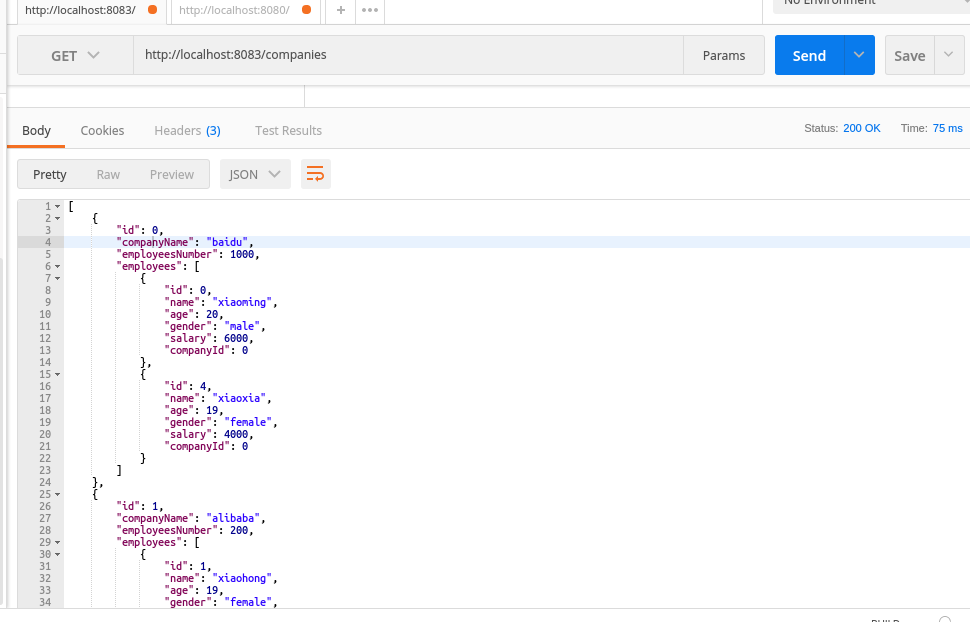 http://localhost:8083/ http://localhost:8080/ + ••• No Environment
GET http://localhost:8083/companies Params Send Save
Body Cookies Headers (3) Test Results Status: 200 OK Time: 75 ms
Pretty Raw Preview JSON
1 [
2 {
3 "id": 0,
4 "companyName": "baidu",
5 "employeesNumber": 1000,
6 "employees": [
7 {
8 "id": 0,
9 "name": "xiaoming",
10 "age": 20,
11 "gender": "male",
12 "salary": 6000,
13 "companyId": 0
14 },
15 {
16 "id": 4,
17 "name": "xiaoxia",
18 "age": 19,
19 "gender": "female",
20 "salary": 4000,
21 "companyId": 0
22 }
23 ]
24 },
25 {
26 "id": 1,
27 "companyName": "alibaba",
28 "employeesNumber": 200,
29 "employees": [
30 {
31 "id": 1,
32 "name": "xiaohong",
33 "age": 19,
34 "gender": "female",